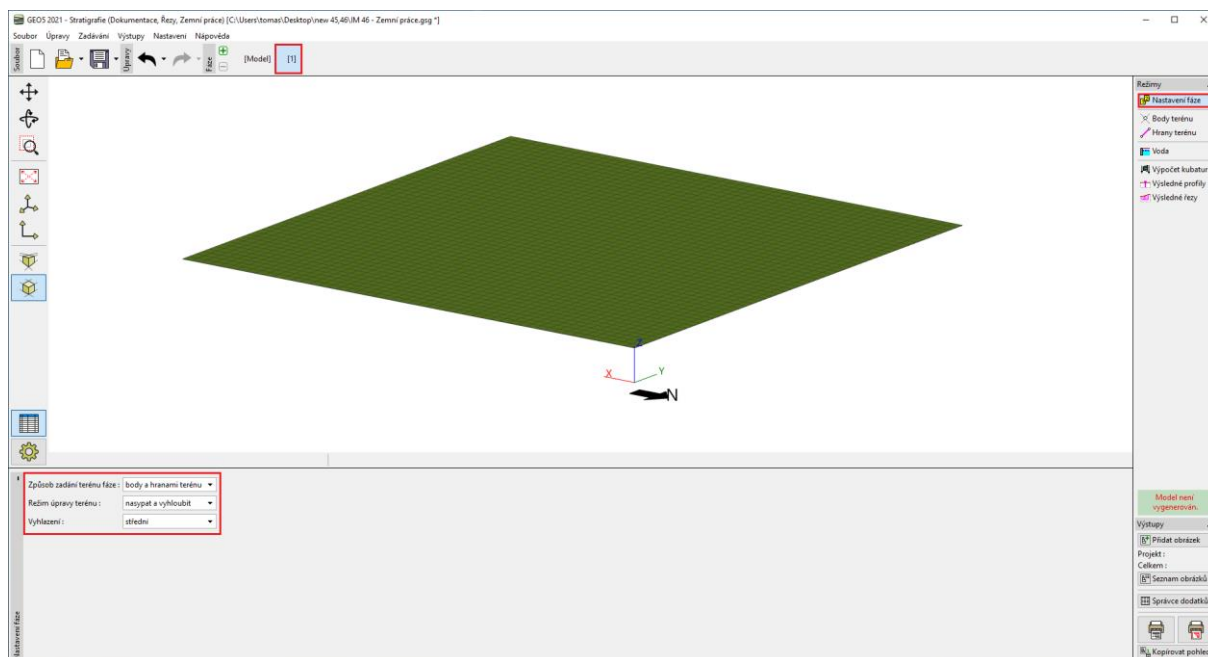 GEO5 2021 - Stratigrafie (Dokumentace, Řezy, Zemní práce) [C:\Users\tomas\Desktop\new 45,46\IM 46 - Zemní práce.gsg *]
Soubor Úpravy Zadávání Výstupy Nastavení Nápověda
Soubor
Úpravy
Fáze
[Model] [1]
Režimy
Nastavení fáze
Body terénu
Hrany terénu
Voda
Výpočet kubatur
Výsledné profily
Výsledné řezy
Z
X
Y
N
Způsob zadání terénu fáze : body a hranami terénu
Režim úpravy terénu : nasypat a vyhloubit
Vyhlazení : střední
Nastavení fáze
Model není
vygenerován.
Výstupy
Přidat obrázek
Projekt :
Celkem :
Seznam obrázků
Správce dodatků
Kopírovat pohled